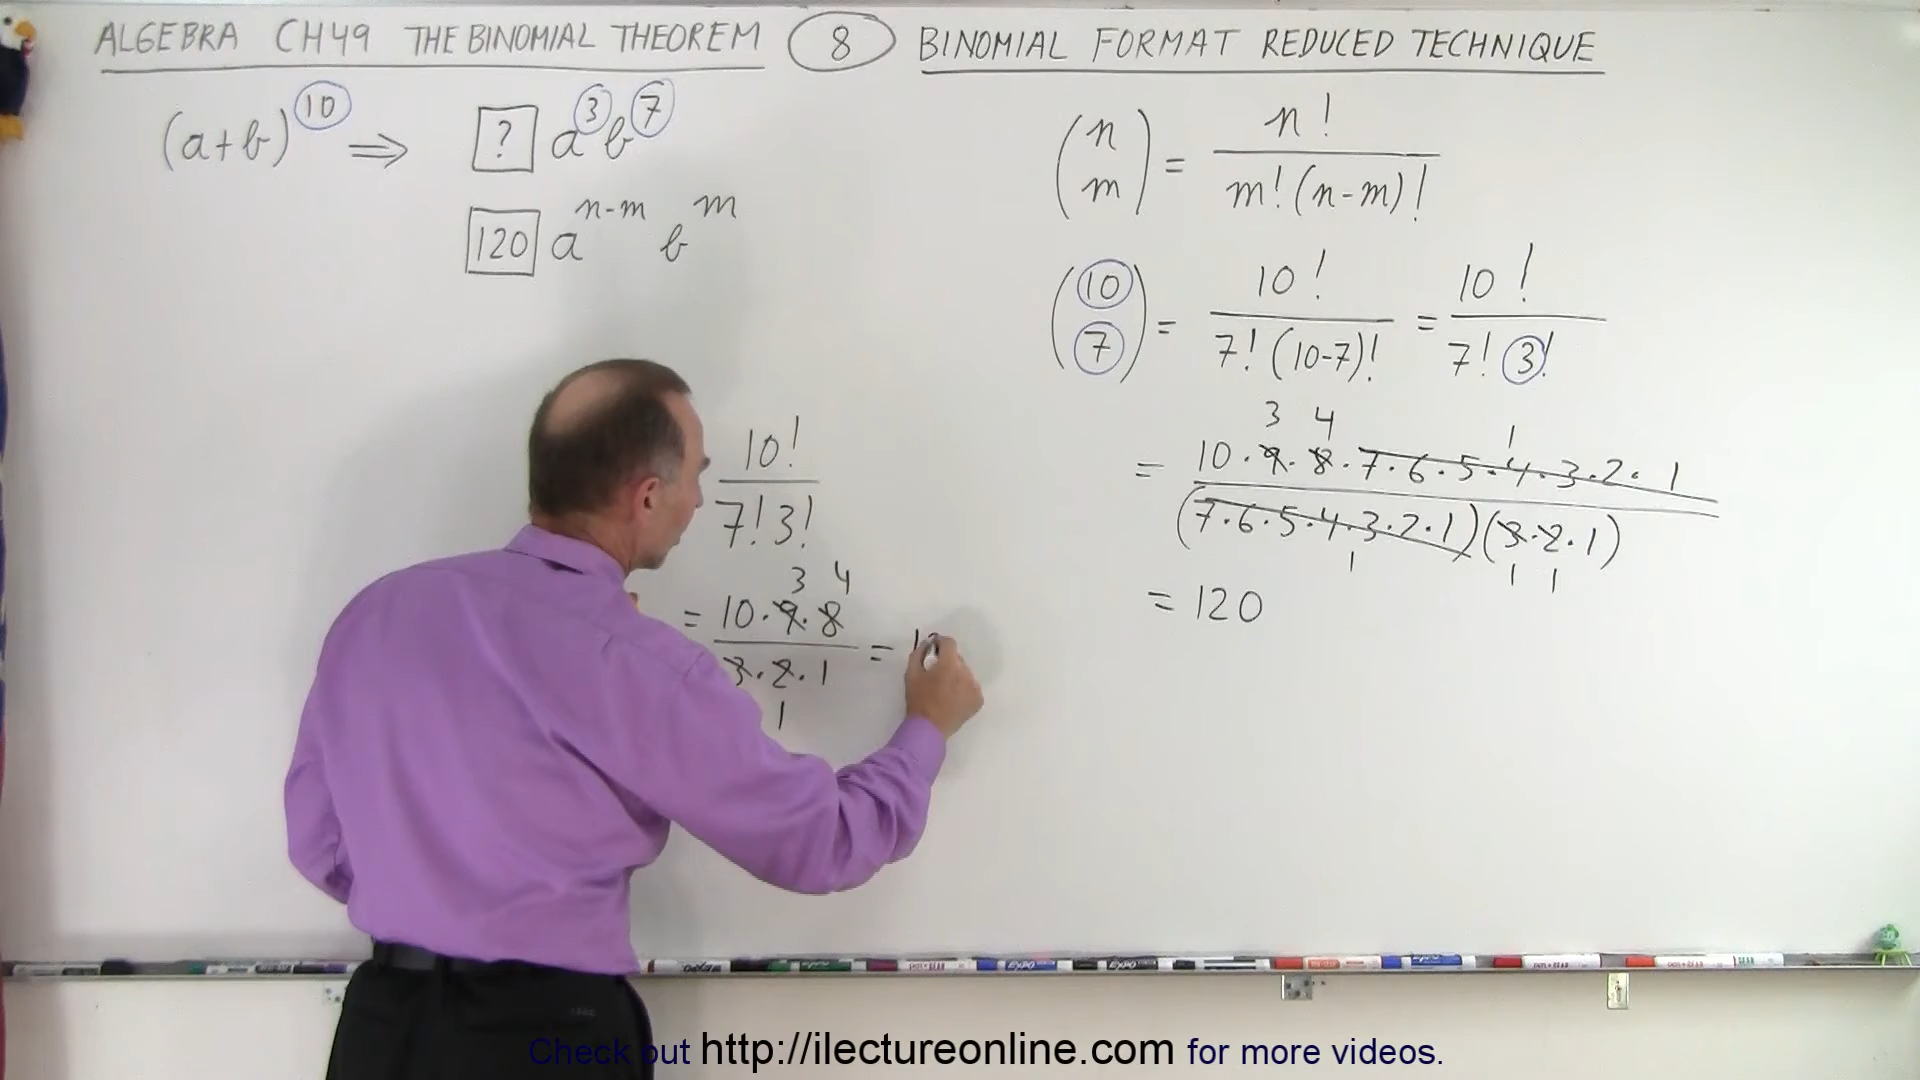 ALGEBRA CH49 THE BINOMIAL THEOREM 8 BINOMIAL FORMAT REDUCED TECHNIQUE
(a+b)^10 ⇒ ? a^3 b^7
120 a^(n-m) b^m
10!
7! 3!
3 4
= 10·9·8
3·2·1 =
1
(n m) = n! / m!(n-m)!
(10 7) = 10! / 7!(10-7)! = 10! / 7! 3!
3 4 1
= 10·9·8·7·6·5·4·3·2·1
(7·6·5·4·3·2·1)(3·2·1)
1 1 1
= 120
Check out http://ilectureonline.com for more videos.